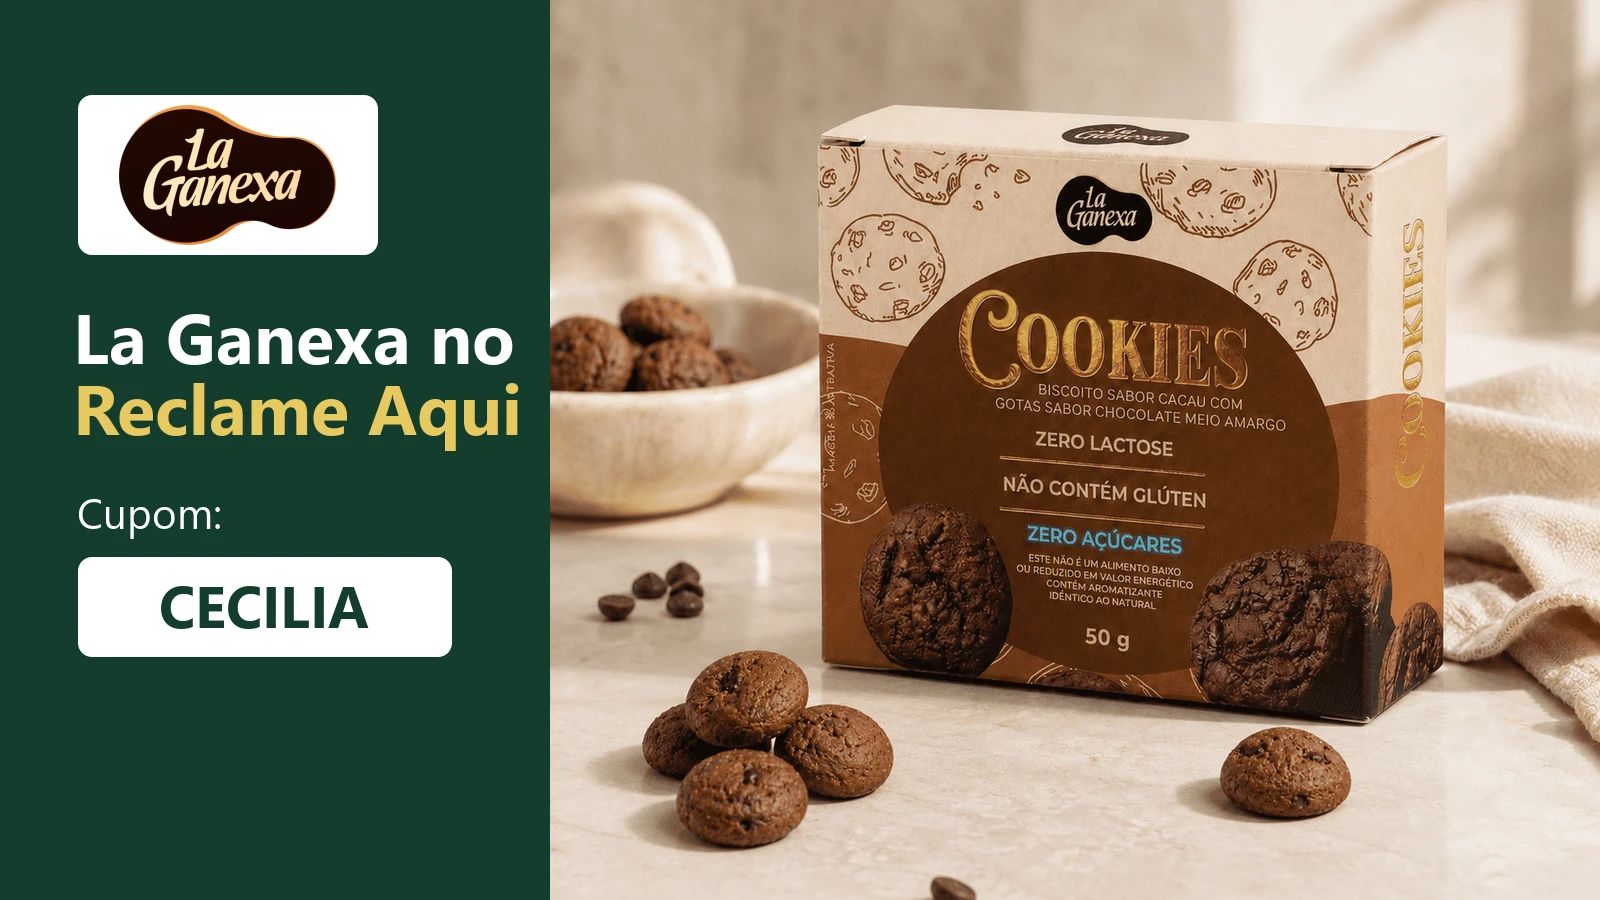 La
Ganexa
La Ganexa no
Reclame Aqui
Cupom:
CECILIA
La
Ganexa
La
Ganexa
COOKIES
BISCOITO SABOR CACAU COM
GOTAS SABOR CHOCOLATE MEIO AMARGO
ZERO LACTOSE
NÃO CONTÉM GLÚTEN
ZERO AÇÚCARES
ESTE NÃO É UM ALIMENTO BAIXO
OU REDUZIDO EM VALOR ENERGÉTICO
CONTÉM AROMATIZANTE
IDÊNTICO AO NATURAL
50 g
COOKIES